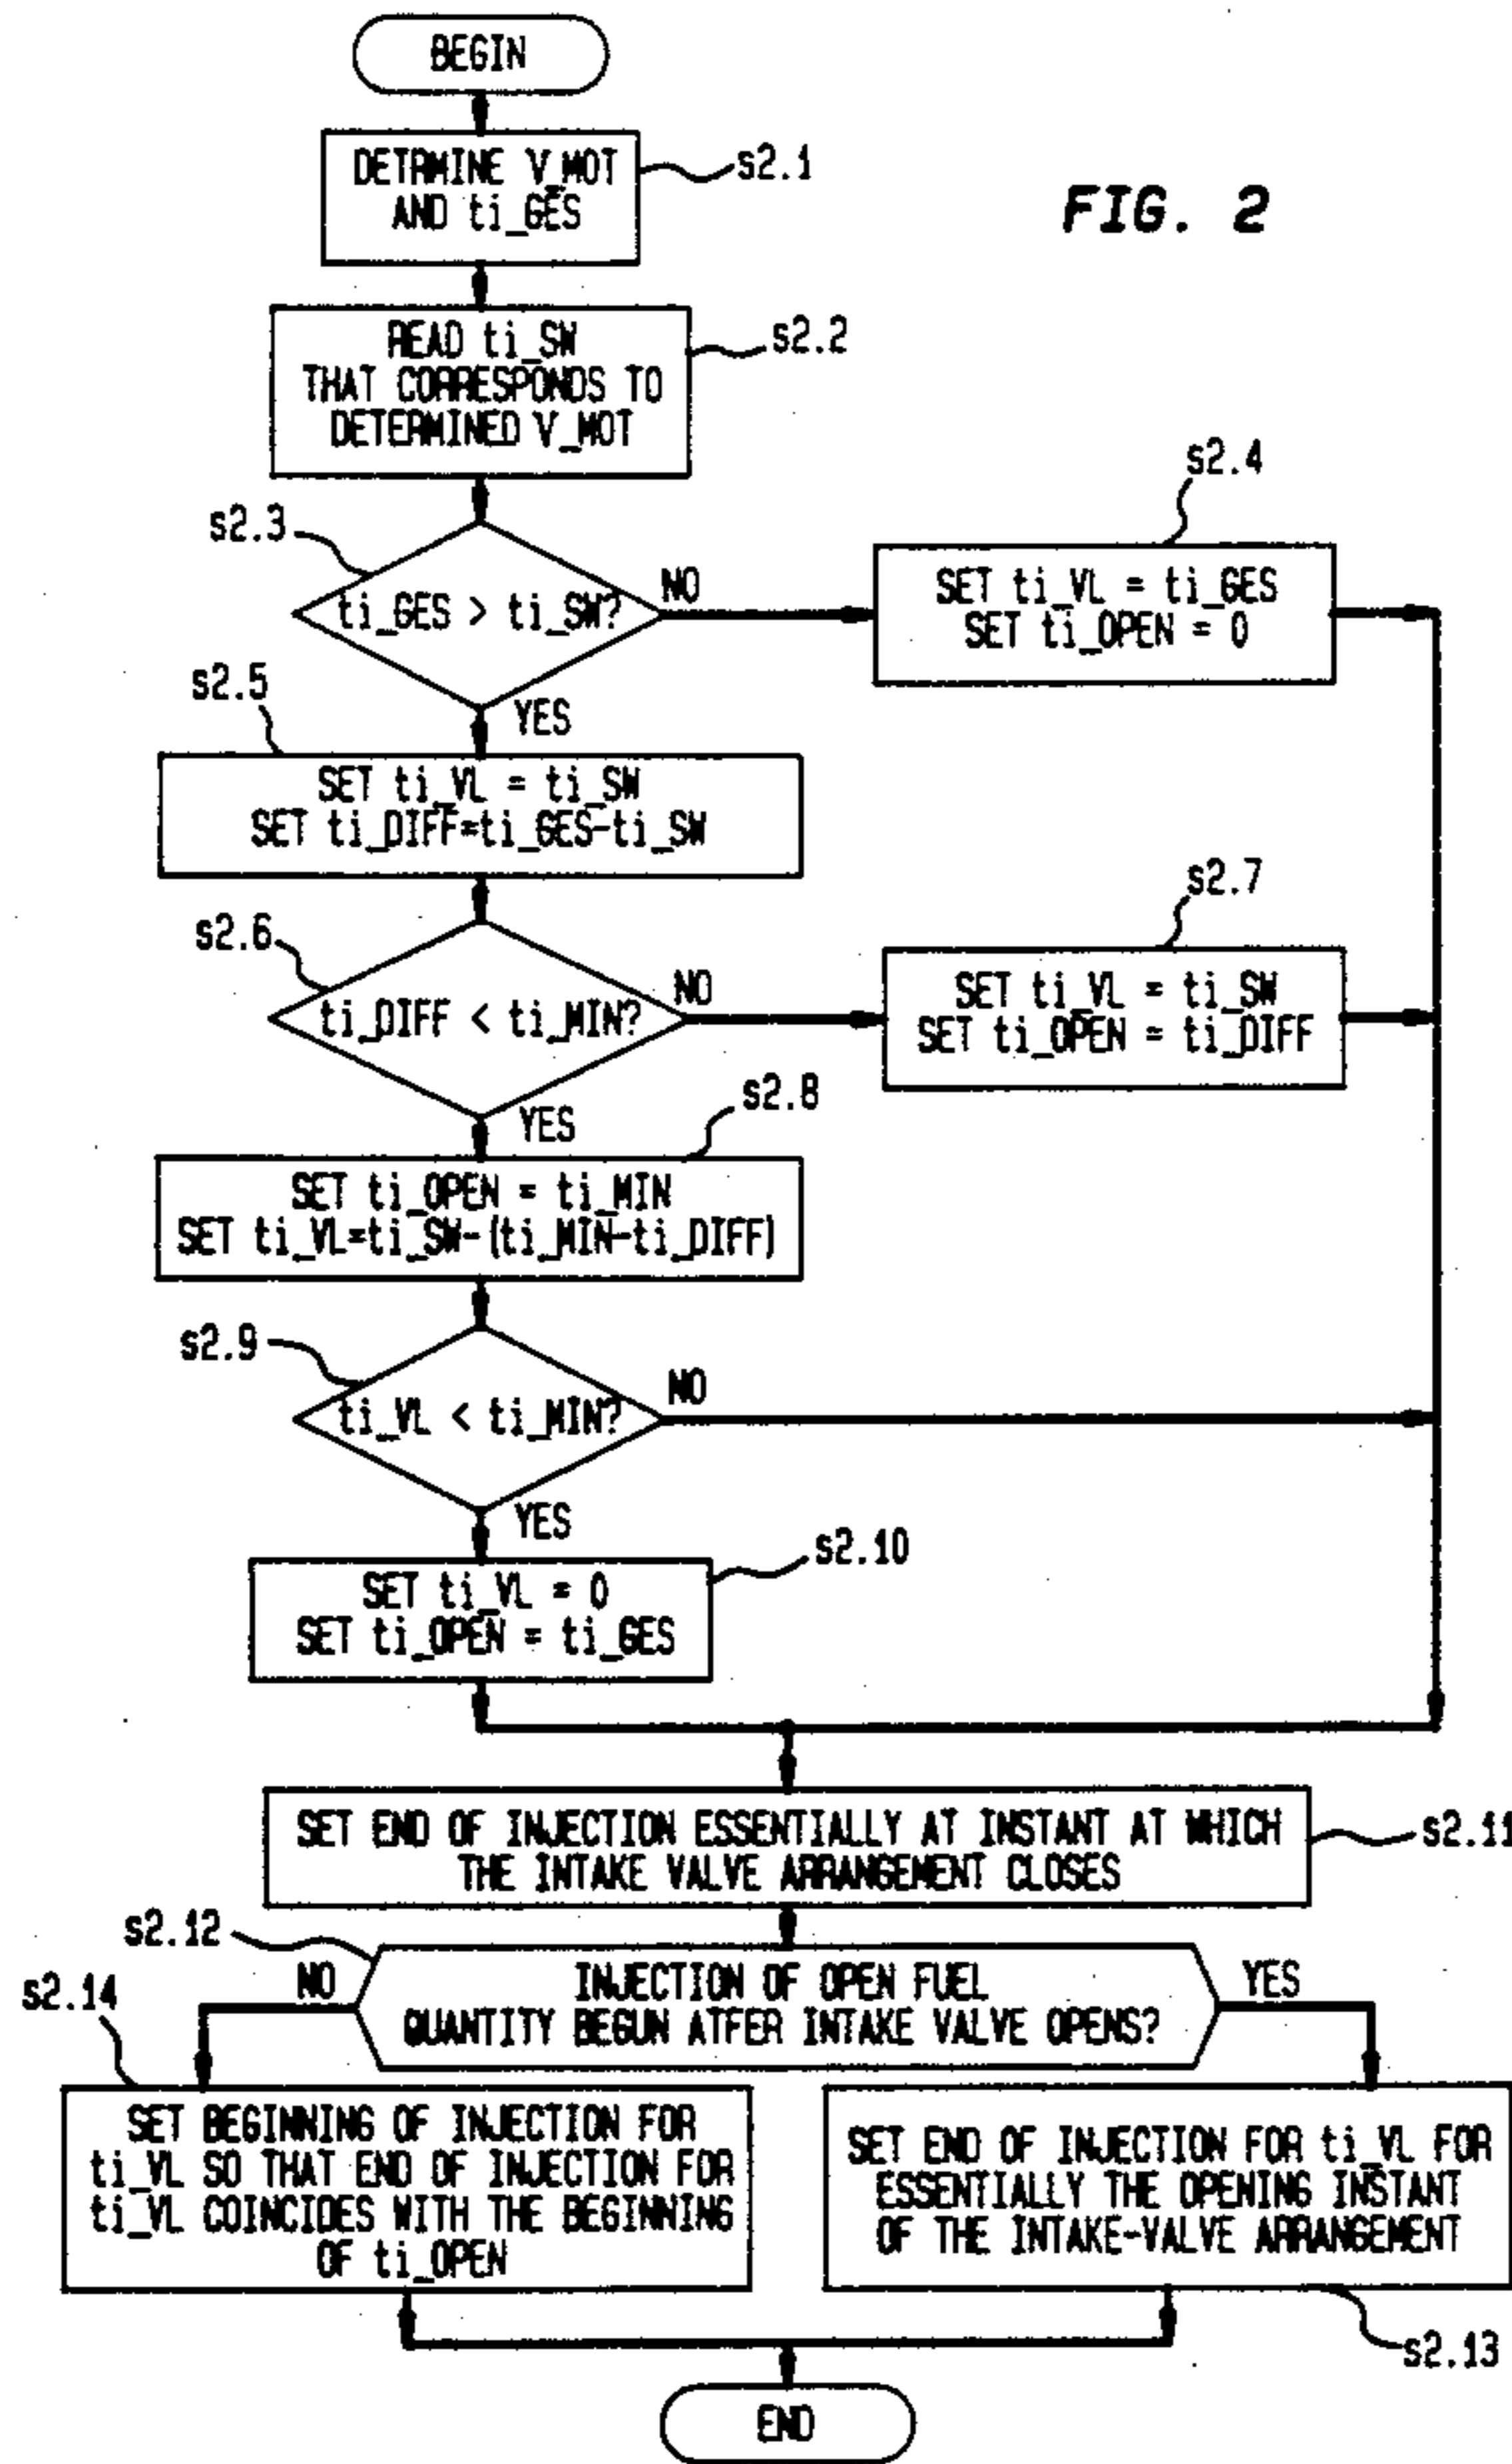 BEGIN
DETRMINE V_MOT
AND ti_GES
s2.1
FIG. 2
READ ti_SW
THAT CORRESPONDS TO
DETERMINED V_MOT
s2.2
s2.3
ti_GES > ti_SW?
NO
s2.4
SET ti_VL = ti_GES
SET ti_OPEN = 0
YES
s2.5
SET ti_VL = ti_SW
SET ti_DIFF=ti_GES-ti_SW
s2.6
ti_DIFF < ti_MIN?
NO
s2.7
SET ti_VL = ti_SW
SET ti_OPEN = ti_DIFF
YES
s2.8
SET ti_OPEN = ti_MIN
SET ti_VL=ti_SW-(ti_MIN-ti_DIFF)
s2.9
ti_VL < ti_MIN?
NO
YES
s2.10
SET ti_VL = 0
SET ti_OPEN = ti_GES
SET END OF INJECTION ESSENTIALLY AT INSTANT AT WHICH
THE INTAKE VALVE ARRANGEMENT CLOSES
s2.11
s2.12
INJECTION OF OPEN FUEL
QUANTITY BEGUN ATFER INTAKE VALVE OPENS?
NO
YES
s2.14
SET BEGINNING OF INJECTION FOR
ti_VL SO THAT END OF INJECTION FOR
ti_VL COINCIDES WITH THE BEGINNING
OF ti_OPEN
SET END OF INJECTION FOR ti_VL FOR
ESSENTIALLY THE OPENING INSTANT
OF THE INTAKE-VALVE ARRANGEMENT
s2.13
END